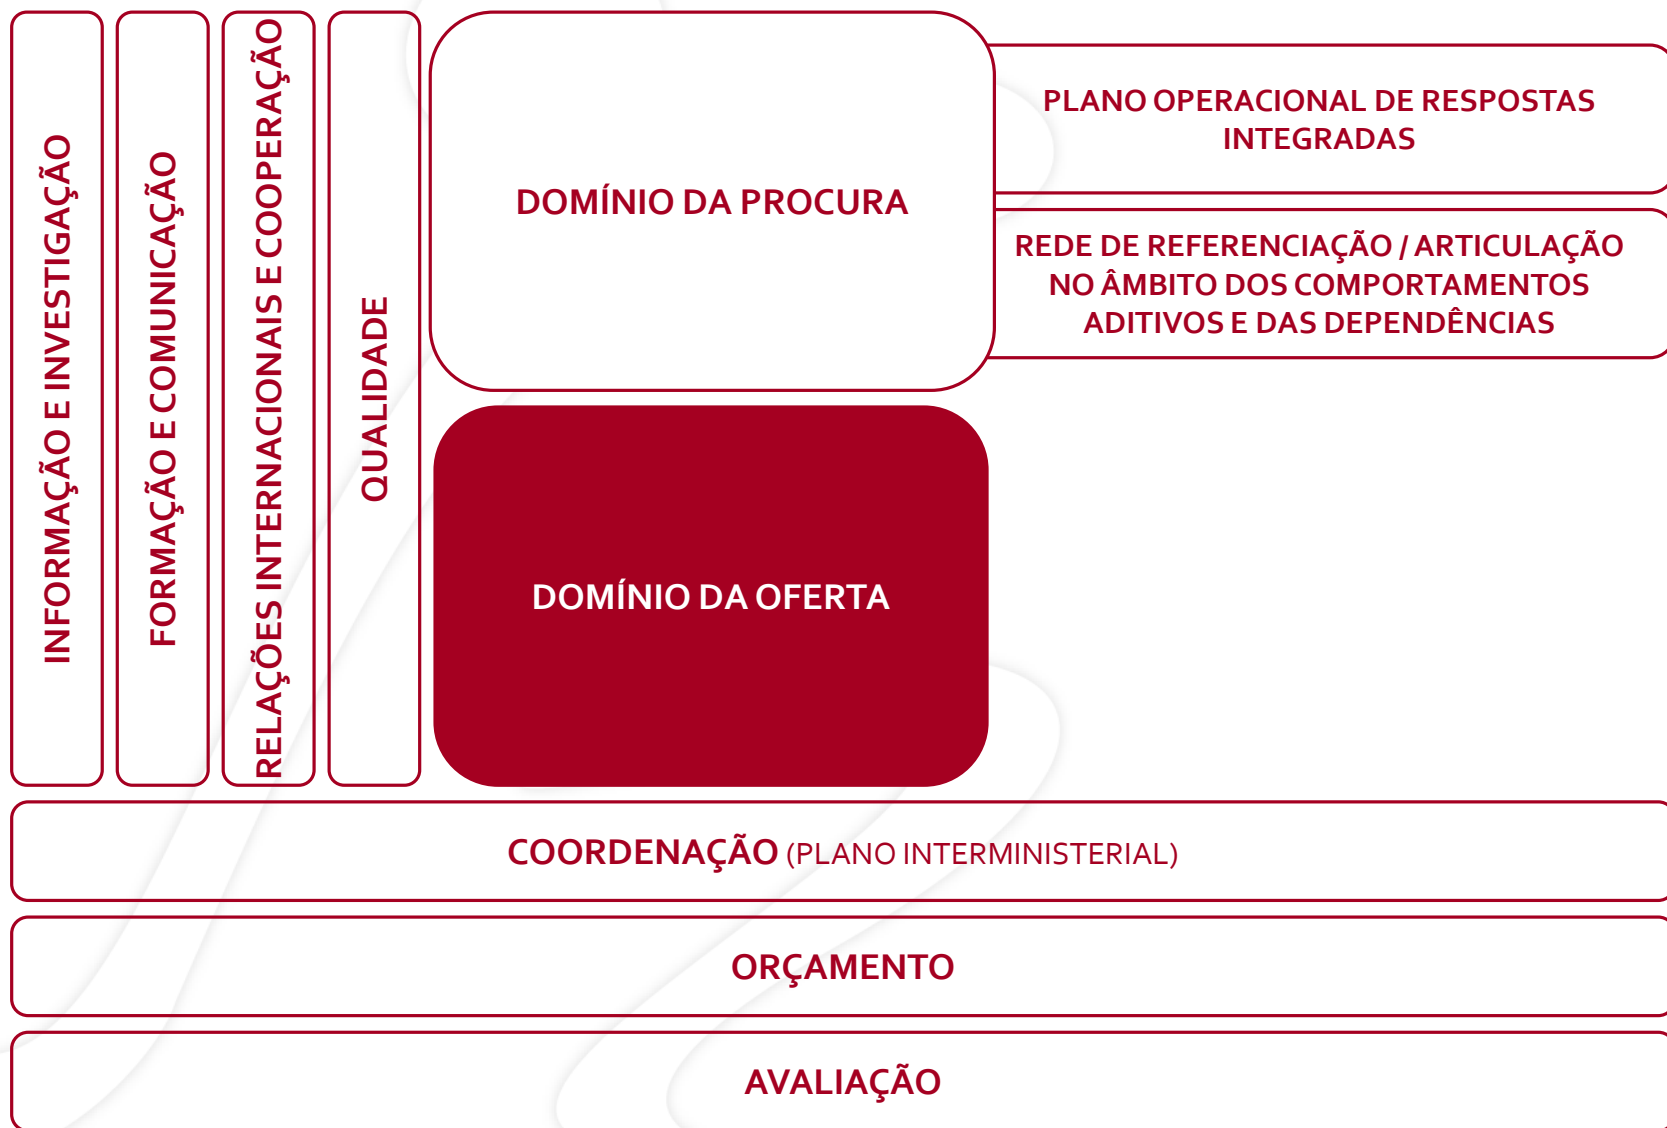 INFORMAÇÃO E INVESTIGAÇÃO
FORMAÇÃO E COMUNICAÇÃO
RELAÇÕES INTERNACIONAIS E COOPERAÇÃO
QUALIDADE
DOMÍNIO DA PROCURA
PLANO OPERACIONAL DE RESPOSTAS
INTEGRADAS
REDE DE REFERENCIAÇÃO / ARTICULAÇÃO
NO ÂMBITO DOS COMPORTAMENTOS
ADITIVOS E DAS DEPENDÊNCIAS
DOMÍNIO DA OFERTA
COORDENAÇÃO (PLANO INTERMINISTERIAL)
ORÇAMENTO
AVALIAÇÃO